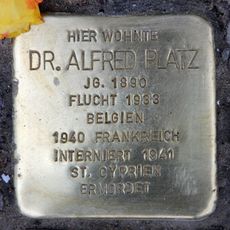 HIER WOHNTE
DR. ALFRED PLATZ
JG. 1890
FLUCHT 1933
BELGIEN
1940 FRANKREICH
INTERNIERT 1941
ST. CYPRIEN
ERMORDET